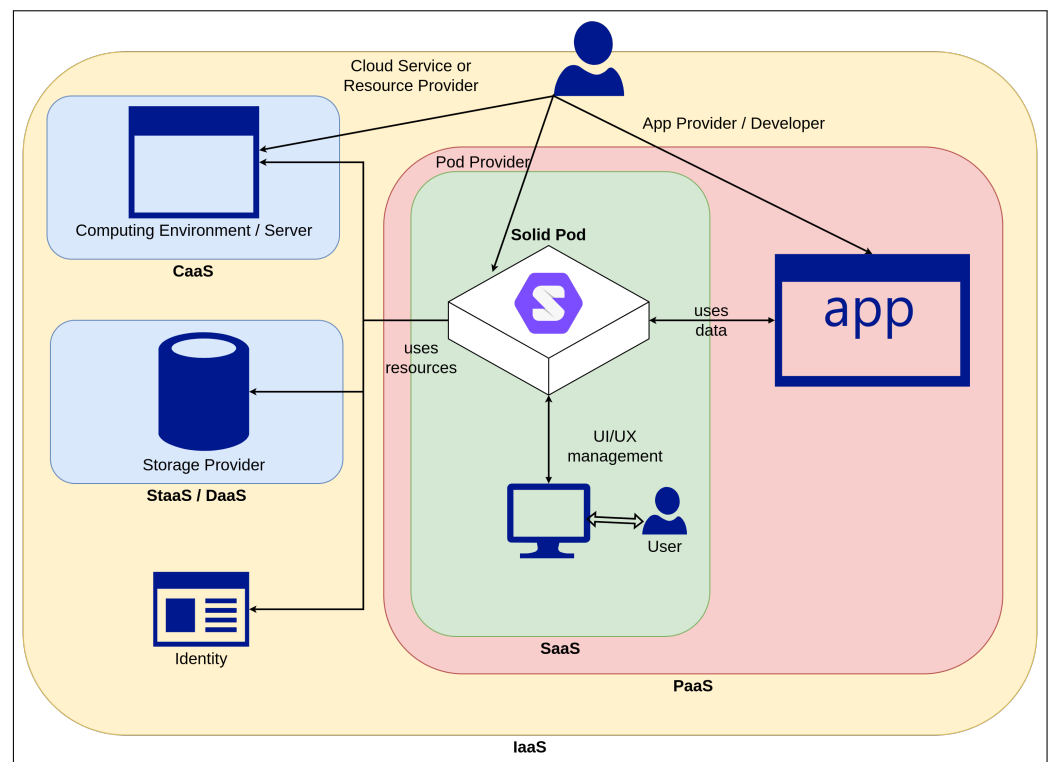 Cloud Service or
Resource Provider
App Provider / Developer
Pod Provider
Computing Environment / Server
CaaS
Solid Pod
app
uses
data
uses
resources
UI/UX
management
Storage Provider
StaaS / DaaS
User
Identity
SaaS
PaaS
IaaS